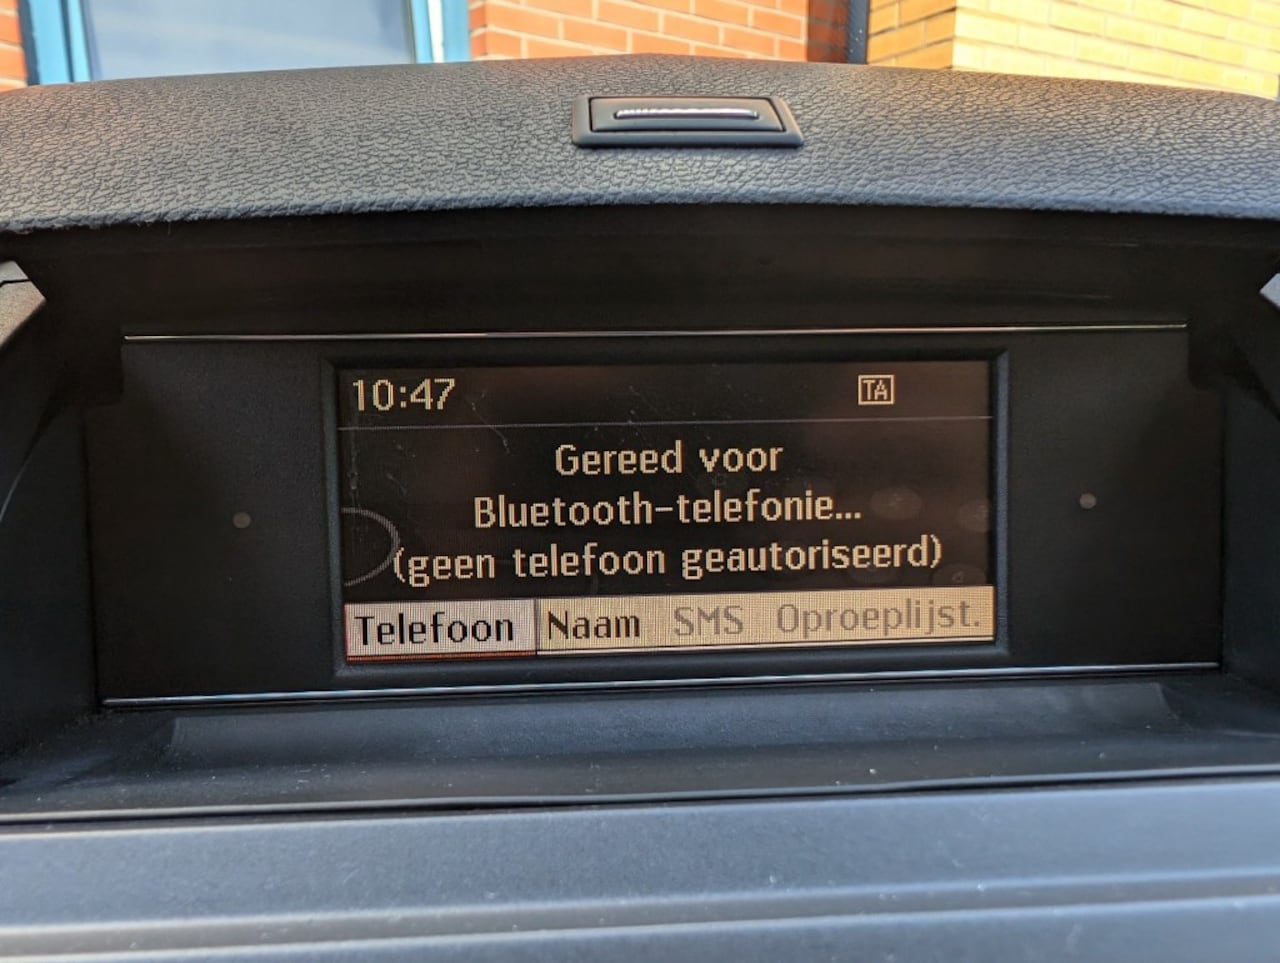 10:47 TA
Gereed voor
Bluetooth-telefonie...
(geen telefoon geautoriseerd)
Telefoon Naam SMS Oproeplijst.